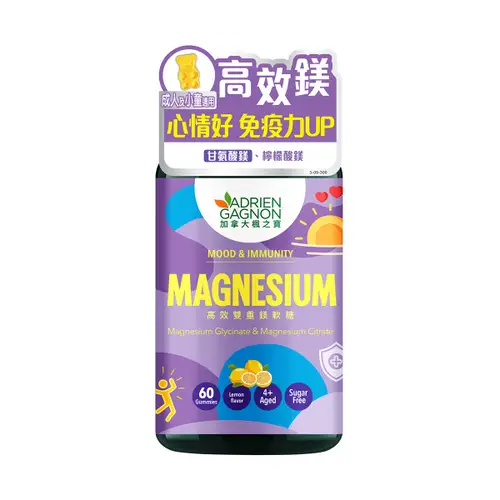 成人及小童適用
高效鎂
心情好 免疫力UP
甘氨酸鎂、檸檬酸鎂
ADRIEN
GAGNON
加拿大楓之寶
MOOD & IMMUNITY
MAGNESIUM
高效雙重鎂軟糖
Magnesium Glycinate & Magnesium Citrate
60
Gummies
Lemon
flavor
4+
Aged
Sugar
Free